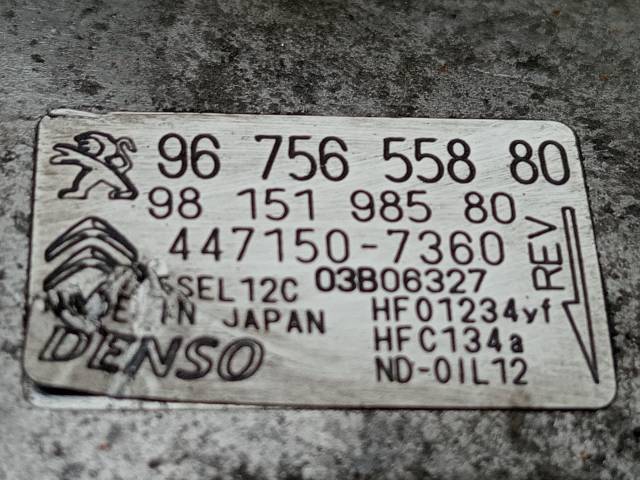 96 756 558 80
98 151 985 80
447150-7360
SEL12C 03B06327
IN JAPAN HFO1234yf
HFC134a
DENSO
ND-OIL12
REV